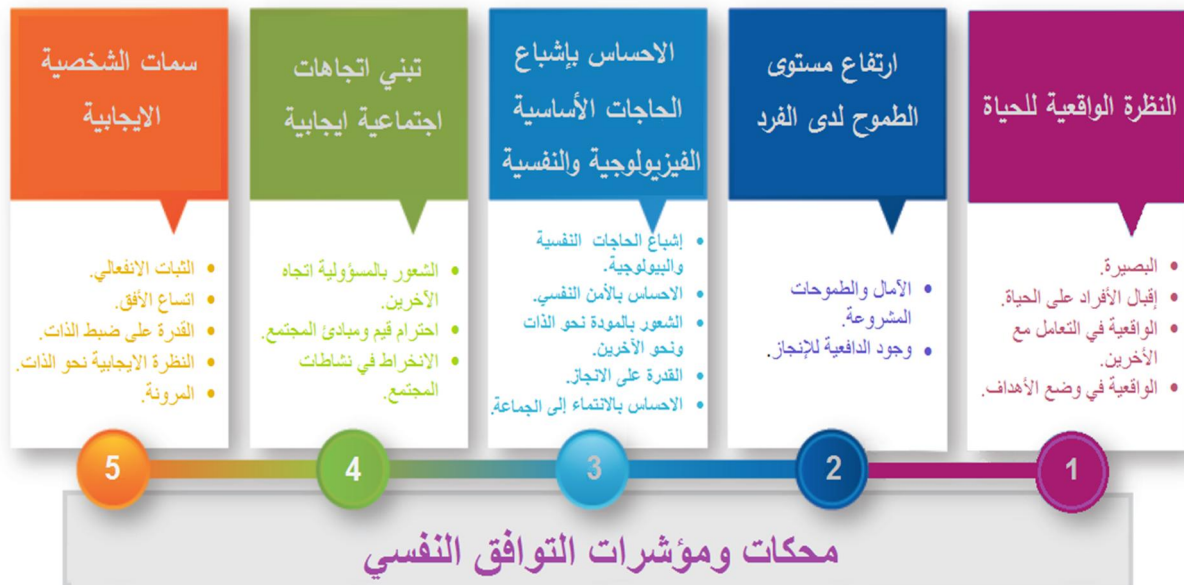 النظرة الواقعية للحياة
البصيرة.
إقبال الأفراد على الحياة.
الواقعية في التعامل مع
الأخرين.
الواقعية في وضع الأهداف.
1
ارتفاع مستوى
الطموح لدى الفرد
الآمال والطموحات
المشروعة.
وجود الدافعية للإنجاز.
2
الاحساس بإشباع
الحاجات الأساسية
الفيزيولوجية والنفسية
إشباع الحاجات النفسية
والبيولوجية.
الاحساس بالأمن النفسي.
الشعور بالمودة نحو الذات
ونحو الآخرين.
القدرة على الانجاز.
الاحساس بالانتماء إلى الجماعة.
3
تبني اتجاهات
اجتماعية ايجابية
الشعور بالمسؤولية اتجاه
الآخرين.
احترام قيم ومبادئ المجتمع.
الانخراط في نشاطات
المجتمع.
4
سمات الشخصية
الايجابية
الثبات الانفعالي.
اتساع الأفق.
القدرة على ضبط الذات.
النظرة الايجابية نحو الذات.
المرونة.
5
محكات ومؤشرات التوافق النفسي